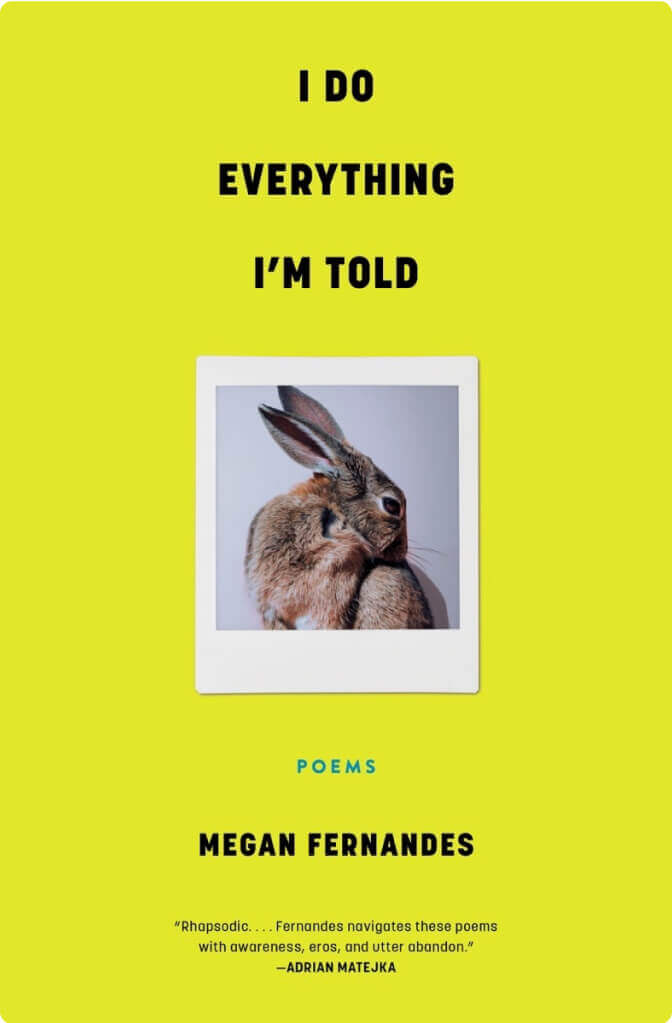 I DO
EVERYTHING
I’M TOLD
POEMS
MEGAN FERNANDES
“Rhapsodic. . . . Fernandes navigates these poems
with awareness, eros, and utter abandon.”
—ADRIAN MATEJKA